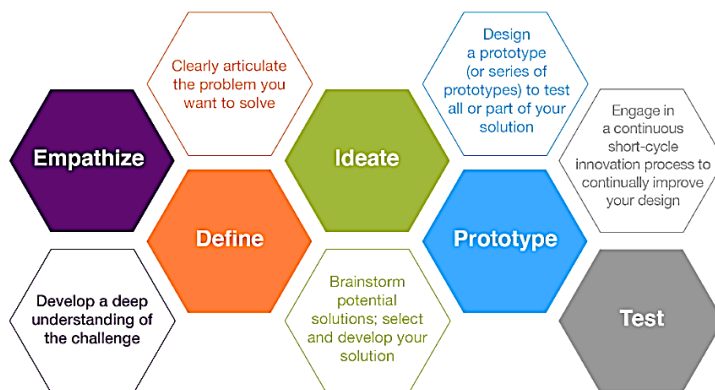 Empathize
Develop a deep
understanding of
the challenge
Clearly articulate
the problem you
want to solve
Define
Ideate
Brainstorm
potential
solutions; select
and develop your
solution
Design
a prototype
(or series of
prototypes) to test
all or part of your
solution
Prototype
Engage in
a continuous
short-cycle
innovation process to
continually improve
your design
Test